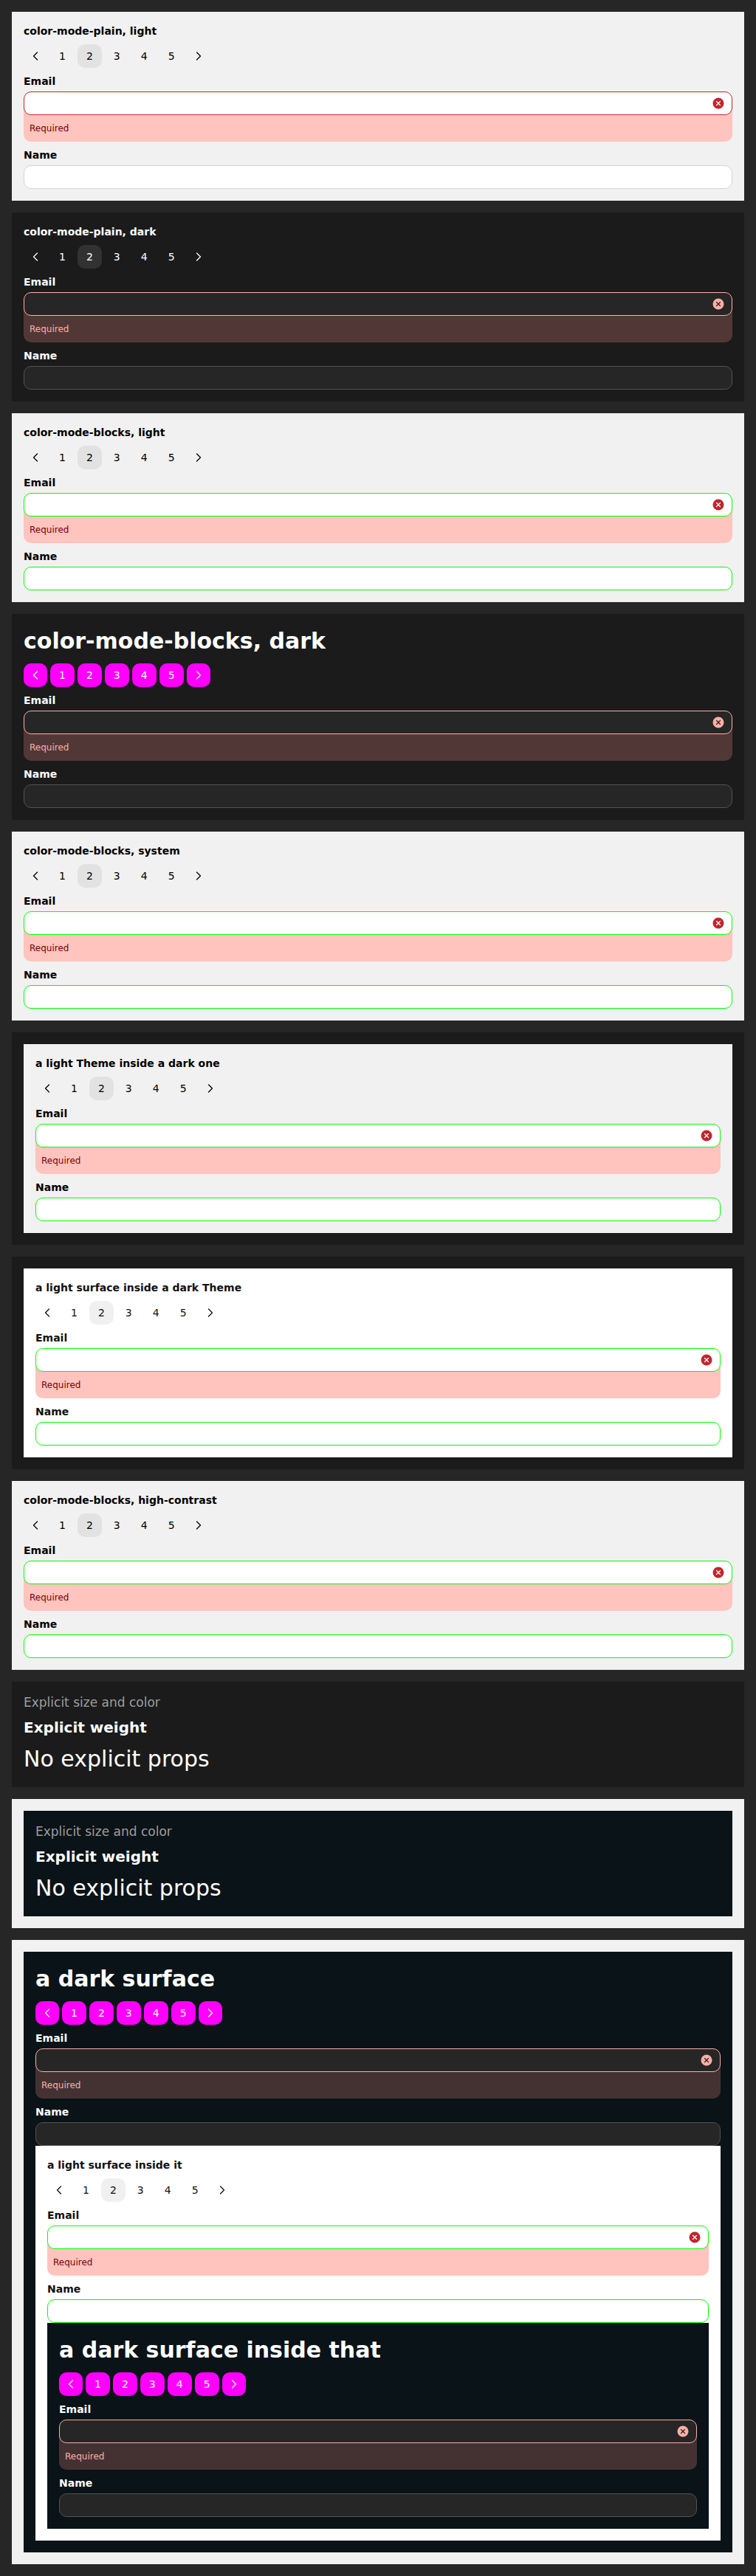 color-mode-plain, light
1 2 3 4 5
Email
Required
Name
color-mode-plain, dark
1 2 3 4 5
Email
Required
Name
color-mode-blocks, light
1 2 3 4 5
Email
Required
Name
color-mode-blocks, dark
1 2 3 4 5
Email
Required
Name
color-mode-blocks, system
1 2 3 4 5
Email
Required
Name
a light Theme inside a dark one
1 2 3 4 5
Email
Required
Name
a light surface inside a dark Theme
1 2 3 4 5
Email
Required
Name
color-mode-blocks, high-contrast
1 2 3 4 5
Email
Required
Name
Explicit size and color
Explicit weight
No explicit props
Explicit size and color
Explicit weight
No explicit props
a dark surface
1 2 3 4 5
Email
Required
Name
a light surface inside it
1 2 3 4 5
Email
Required
Name
a dark surface inside that
1 2 3 4 5
Email
Required
Name